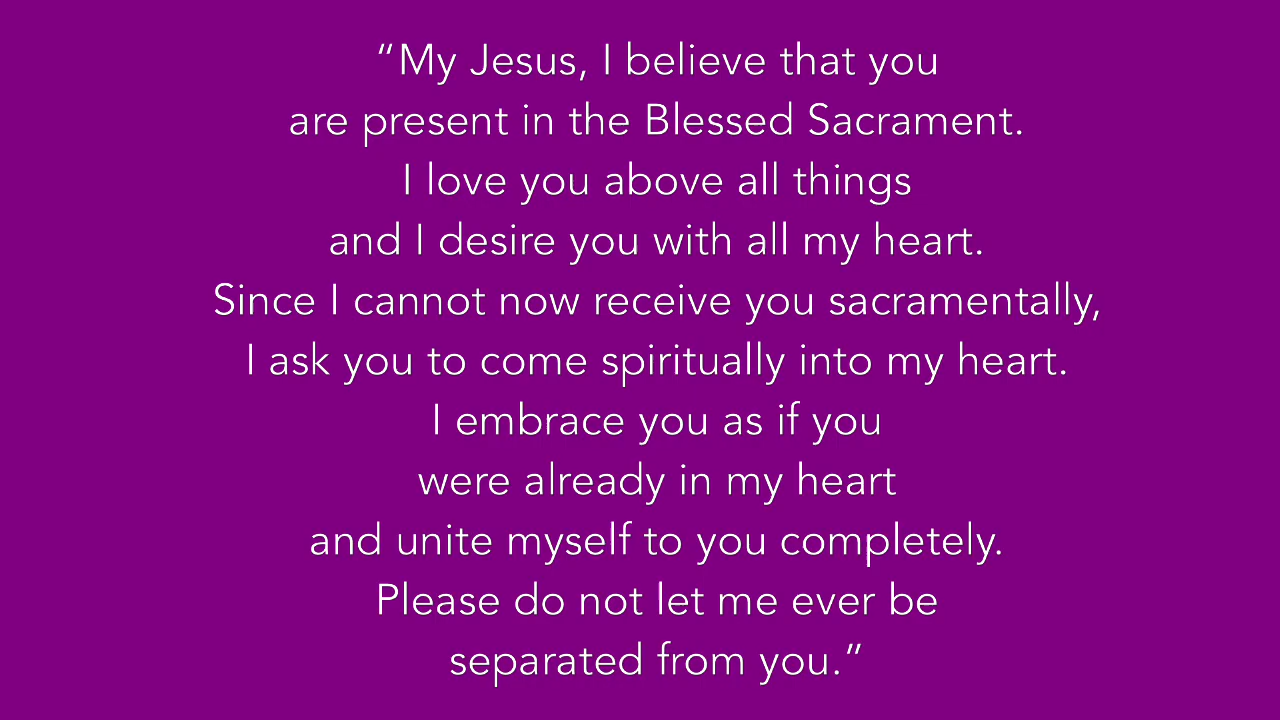 “My Jesus, I believe that you
are present in the Blessed Sacrament.
I love you above all things
and I desire you with all my heart.
Since I cannot now receive you sacramentally,
I ask you to come spiritually into my heart.
I embrace you as if you
were already in my heart
and unite myself to you completely.
Please do not let me ever be
separated from you.”